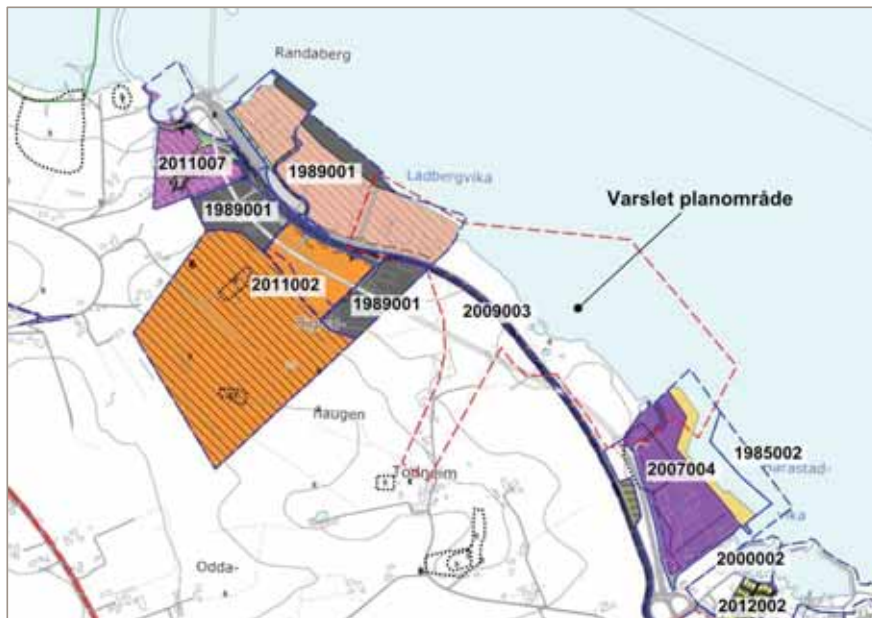 Randaberg
2011007
1989001
Ladbergvika
Varslet planområde
1989001
2011002
1989001
2009003
haugen
1985002
2007004
Todneim
Odda-
2000002
2012002